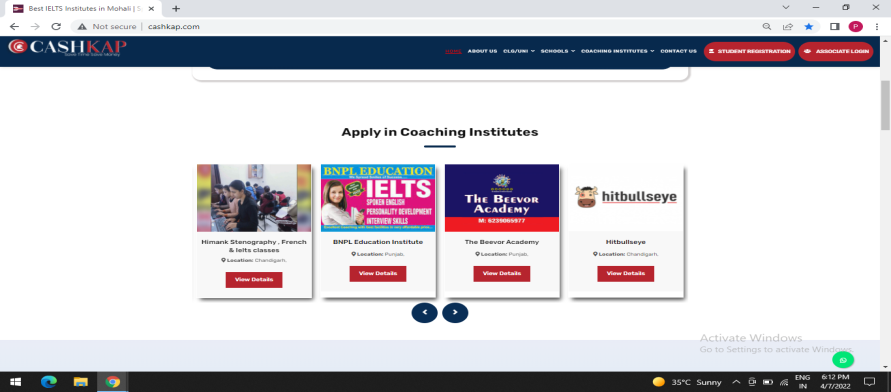 Best IELTS Institutes in Mohali | S
Not secure | cashkap.com
CASHKAP
HOME ABOUT US CLG/UNI SCHOOLS COACHING INSTITUTES CONTACT US STUDENT REGISTRATION ASSOCIATE LOGIN
Apply in Coaching Institutes
BNPL EDUCATION
IELTS
SPOKEN ENGLISH
PERSONALITY DEVELOPMENT
INTERVIEW SKILLS
THE BEEVOR
ACADEMY
M: 6239065977
hitbullseye
Himank Stenography , French
& Ielts classes
Location: Chandigarh.
View Details
BNPL Education Institute
Location: Punjab.
View Details
The Beevor Academy
Location: Punjab.
View Details
Hitbullseye
Location: Chandigarh.
View Details
Activate Windows
Go to Settings to activate Windows.
35°C Sunny
ENG
IN
6:12 PM
4/7/2022